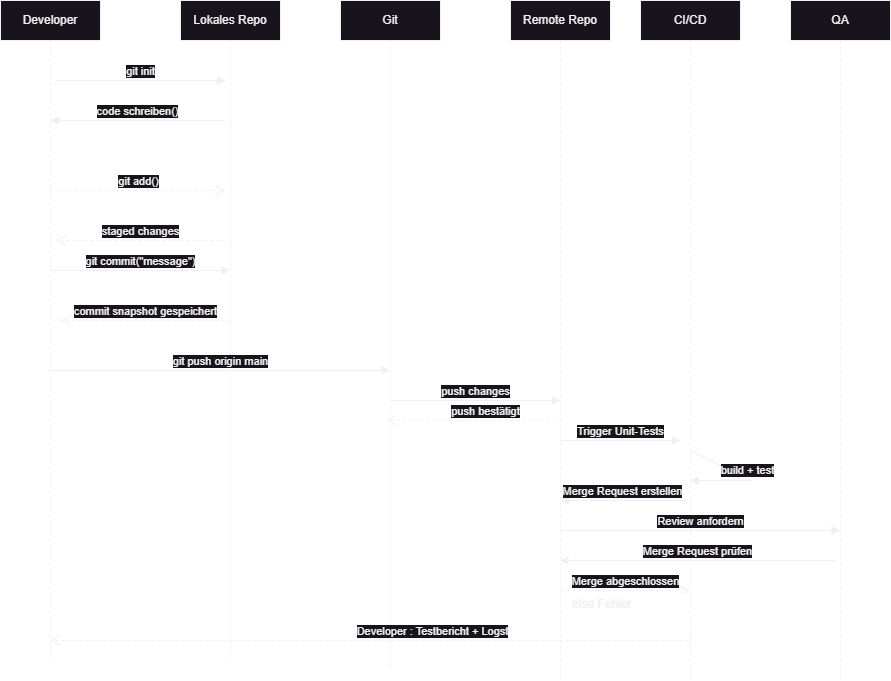 Developer
Lokales Repo
Git
Remote Repo
CI/CD
QA
git init
code schreiben()
git add()
staged changes
git commit("message")
commit snapshot gespeichert
git push origin main
push changes
push bestätigt
Trigger Unit-Tests
build + test
Merge Request erstellen
Review anfordern
Merge Request prüfen
Merge abgeschlossen
else Fehler
Developer : Testbericht + Logst